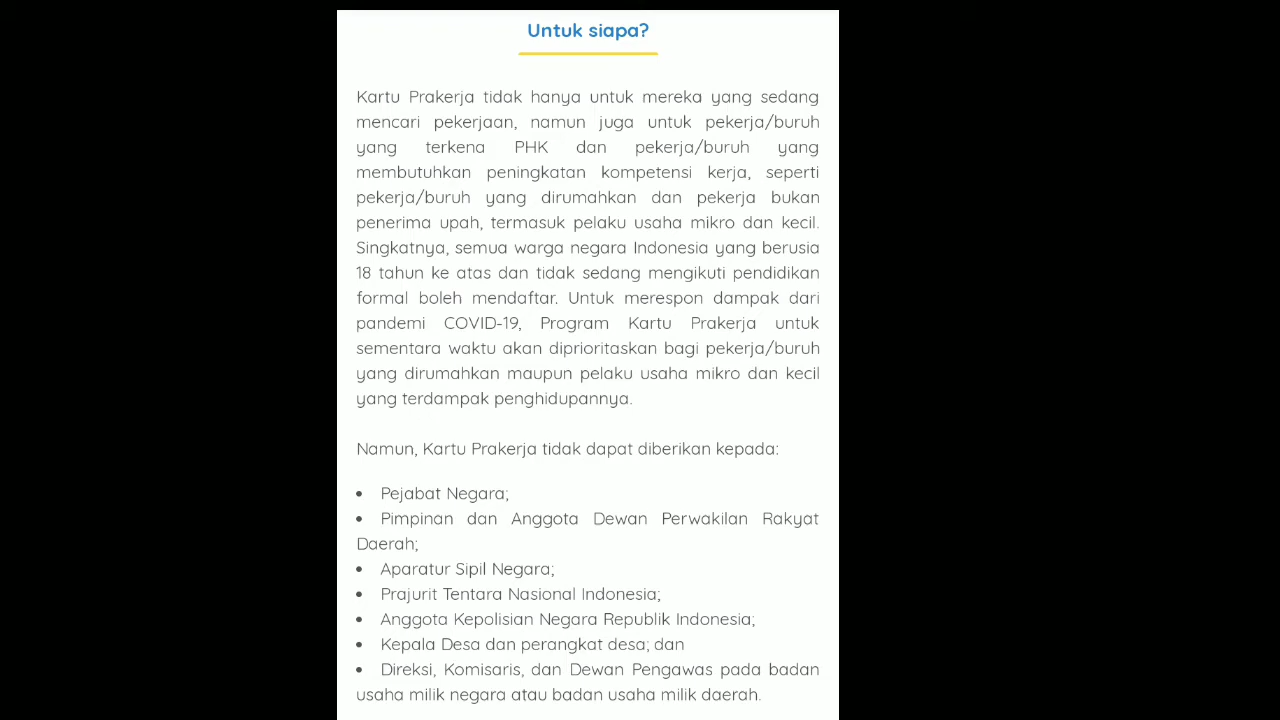 Untuk siapa?
Kartu Prakerja tidak hanya untuk mereka yang sedang
mencari pekerjaan, namun juga untuk pekerja/buruh
yang terkena PHK dan pekerja/buruh yang
membutuhkan peningkatan kompetensi kerja, seperti
pekerja/buruh yang dirumahkan dan pekerja bukan
penerima upah, termasuk pelaku usaha mikro dan kecil.
Singkatnya, semua warga negara Indonesia yang berusia
18 tahun ke atas dan tidak sedang mengikuti pendidikan
formal boleh mendaftar. Untuk merespon dampak dari
pandemi COVID-19, Program Kartu Prakerja untuk
sementara waktu akan diprioritaskan bagi pekerja/buruh
yang dirumahkan maupun pelaku usaha mikro dan kecil
yang terdampak penghidupannya.
Namun, Kartu Prakerja tidak dapat diberikan kepada:
• Pejabat Negara;
• Pimpinan dan Anggota Dewan Perwakilan Rakyat
Daerah;
• Aparatur Sipil Negara;
• Prajurit Tentara Nasional Indonesia;
• Anggota Kepolisian Negara Republik Indonesia;
• Kepala Desa dan perangkat desa; dan
• Direksi, Komisaris, dan Dewan Pengawas pada badan
usaha milik negara atau badan usaha milik daerah.